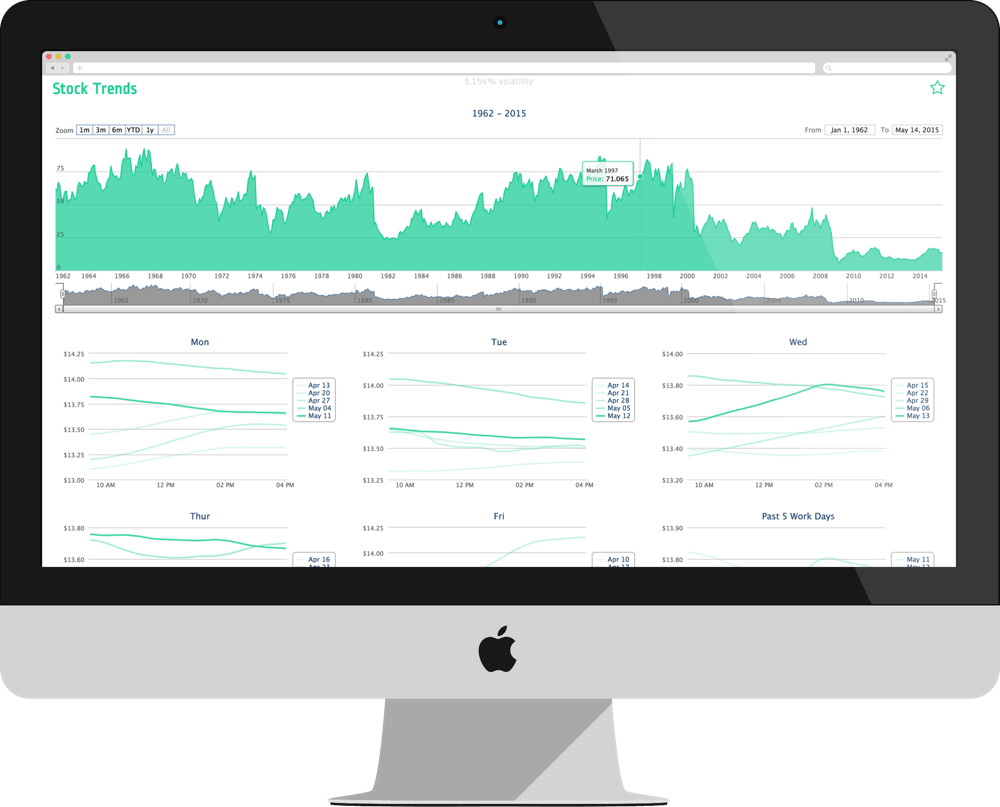 5.154% volatility
Stock Trends
1962 - 2015
Zoom 1m 3m 6m YTD 1y All
From Jan 1, 1962 To May 14, 2015
75
50
25
0
March 1997
Price: 71.065
1962 1964 1966 1968 1970 1972 1974 1976 1978 1980 1982 1984 1986 1988 1990 1992 1994 1996 1998 2000 2002 2004 2006 2008 2010 2012 2014
1965 1970 1975 1980 1985 1990 1995 2000 2005 2010 2015
Mon
$14.25
$14.00
$13.75
$13.50
$13.25
$13.00
10 AM 12 PM 02 PM 04 PM
Apr 13
Apr 20
Apr 27
May 04
May 11
Tue
$14.25
$14.00
$13.75
$13.50
$13.25
10 AM 12 PM 02 PM 04 PM
Apr 14
Apr 21
Apr 28
May 05
May 12
Wed
$14.00
$13.80
$13.60
$13.40
$13.20
10 AM 12 PM 02 PM 04 PM
Apr 15
Apr 22
Apr 29
May 06
May 13
Thur
$13.80
$13.60
Apr 16
Fri
$14.25
$14.00
Apr 10
Past 5 Work Days
$13.90
$13.80
May 11